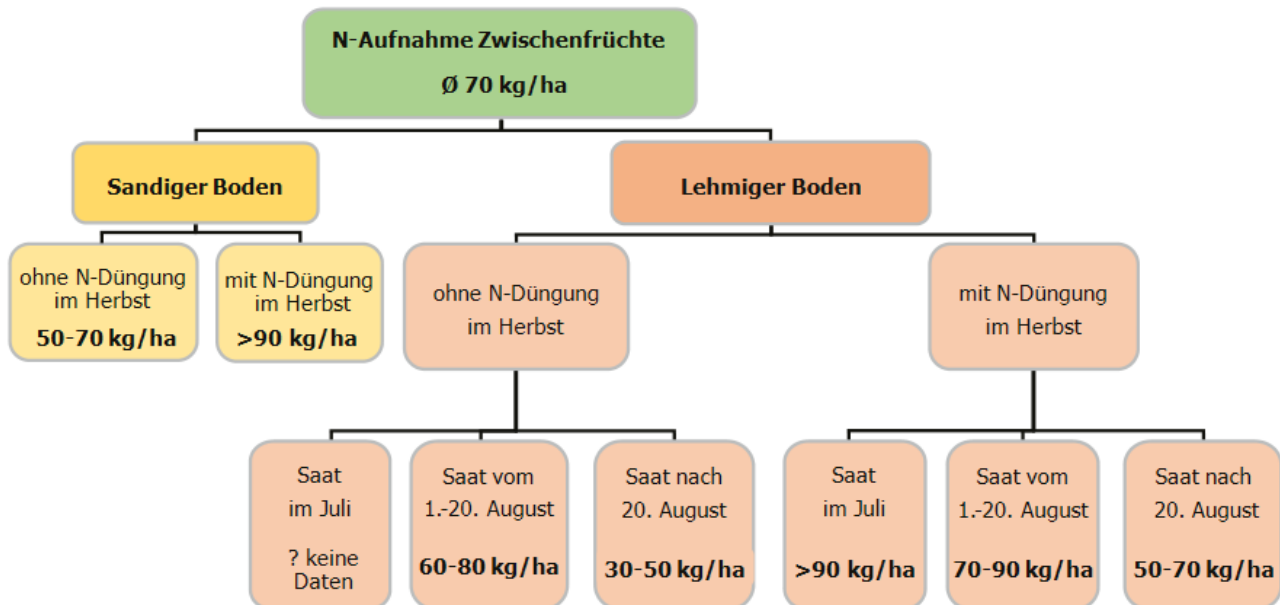 N-Aufnahme Zwischenfrüchte
Ø 70 kg/ha
Sandiger Boden
Lehmiger Boden
ohne N-Düngung
im Herbst
50-70 kg/ha
mit N-Düngung
im Herbst
>90 kg/ha
ohne N-Düngung
im Herbst
mit N-Düngung
im Herbst
Saat
im Juli
? keine
Daten
Saat vom
1.-20. August
60-80 kg/ha
Saat nach
20. August
30-50 kg/ha
Saat
im Juli
>90 kg/ha
Saat vom
1.-20. August
70-90 kg/ha
Saat nach
20. August
50-70 kg/ha